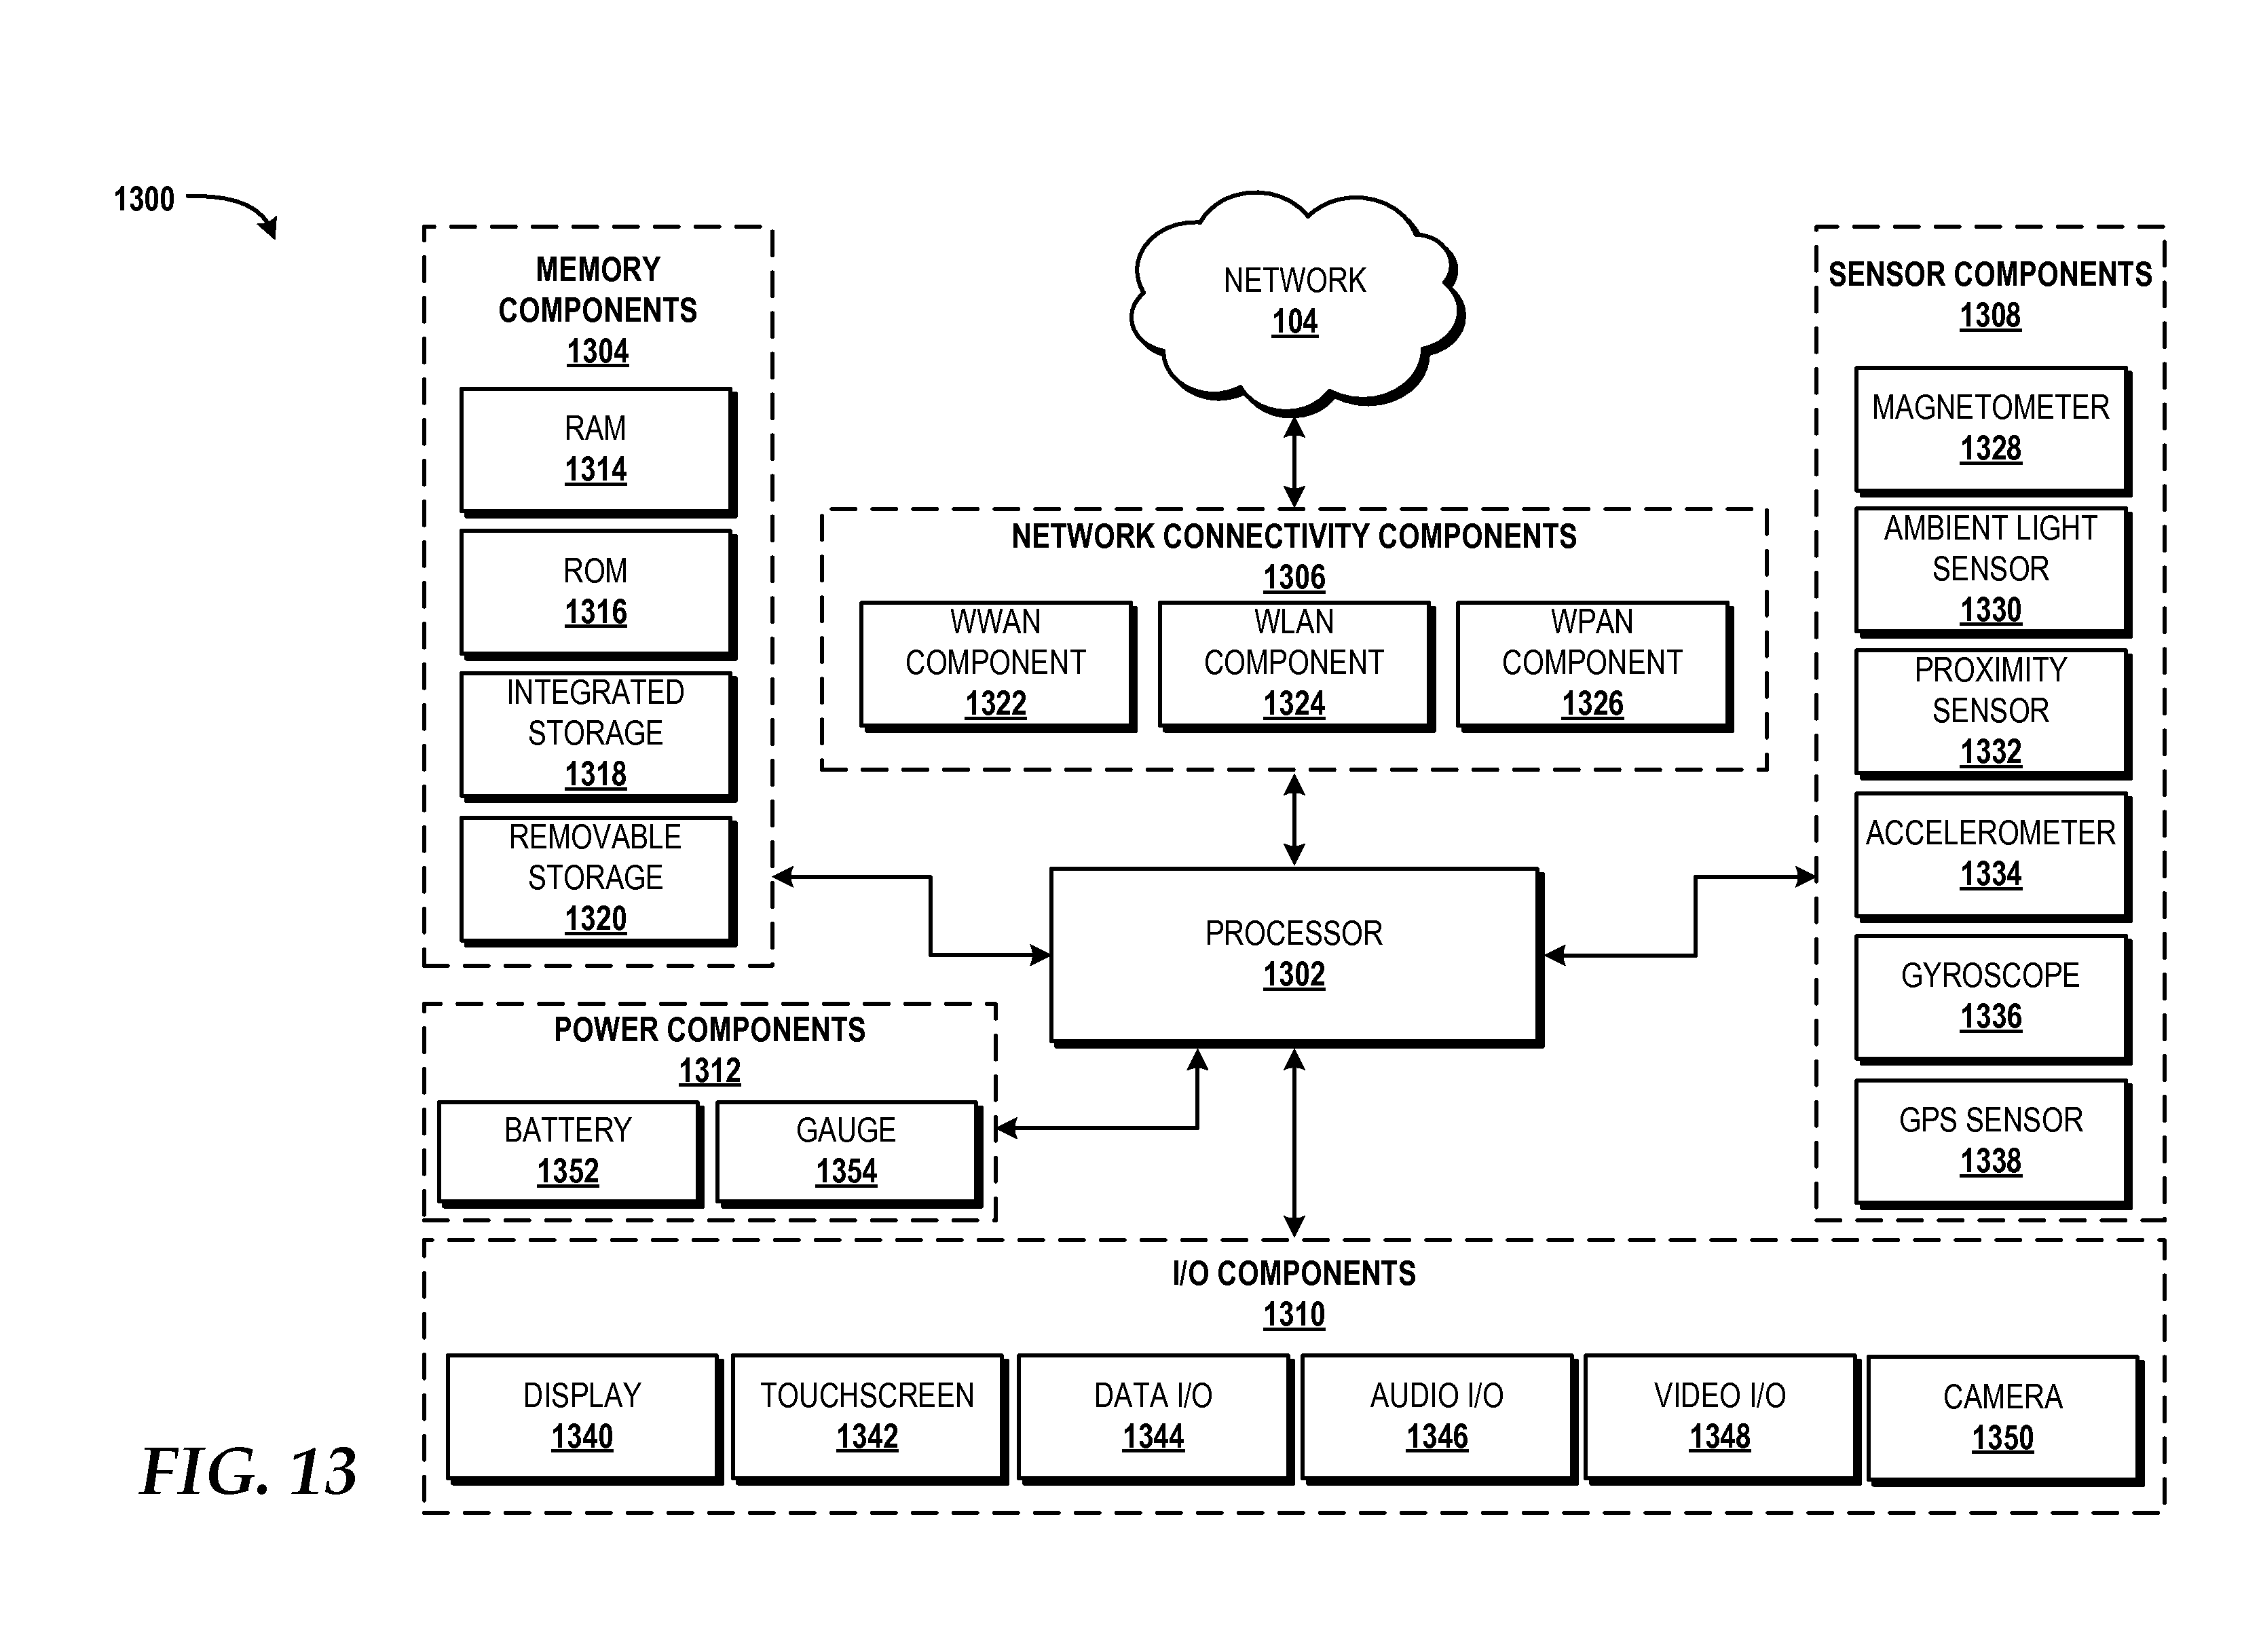 1300
MEMORY
COMPONENTS
1304
RAM
1314
ROM
1316
INTEGRATED
STORAGE
1318
REMOVABLE
STORAGE
1320
NETWORK
104
NETWORK CONNECTIVITY COMPONENTS
1306
WWAN
COMPONENT
1322
WLAN
COMPONENT
1324
WPAN
COMPONENT
1326
SENSOR COMPONENTS
1308
MAGNETOMETER
1328
AMBIENT LIGHT
SENSOR
1330
PROXIMITY
SENSOR
1332
ACCELEROMETER
1334
GYROSCOPE
1336
GPS SENSOR
1338
PROCESSOR
1302
POWER COMPONENTS
1312
BATTERY
1352
GAUGE
1354
I/O COMPONENTS
1310
DISPLAY
1340
TOUCHSCREEN
1342
DATA I/O
1344
AUDIO I/O
1346
VIDEO I/O
1348
CAMERA
1350
FIG. 13